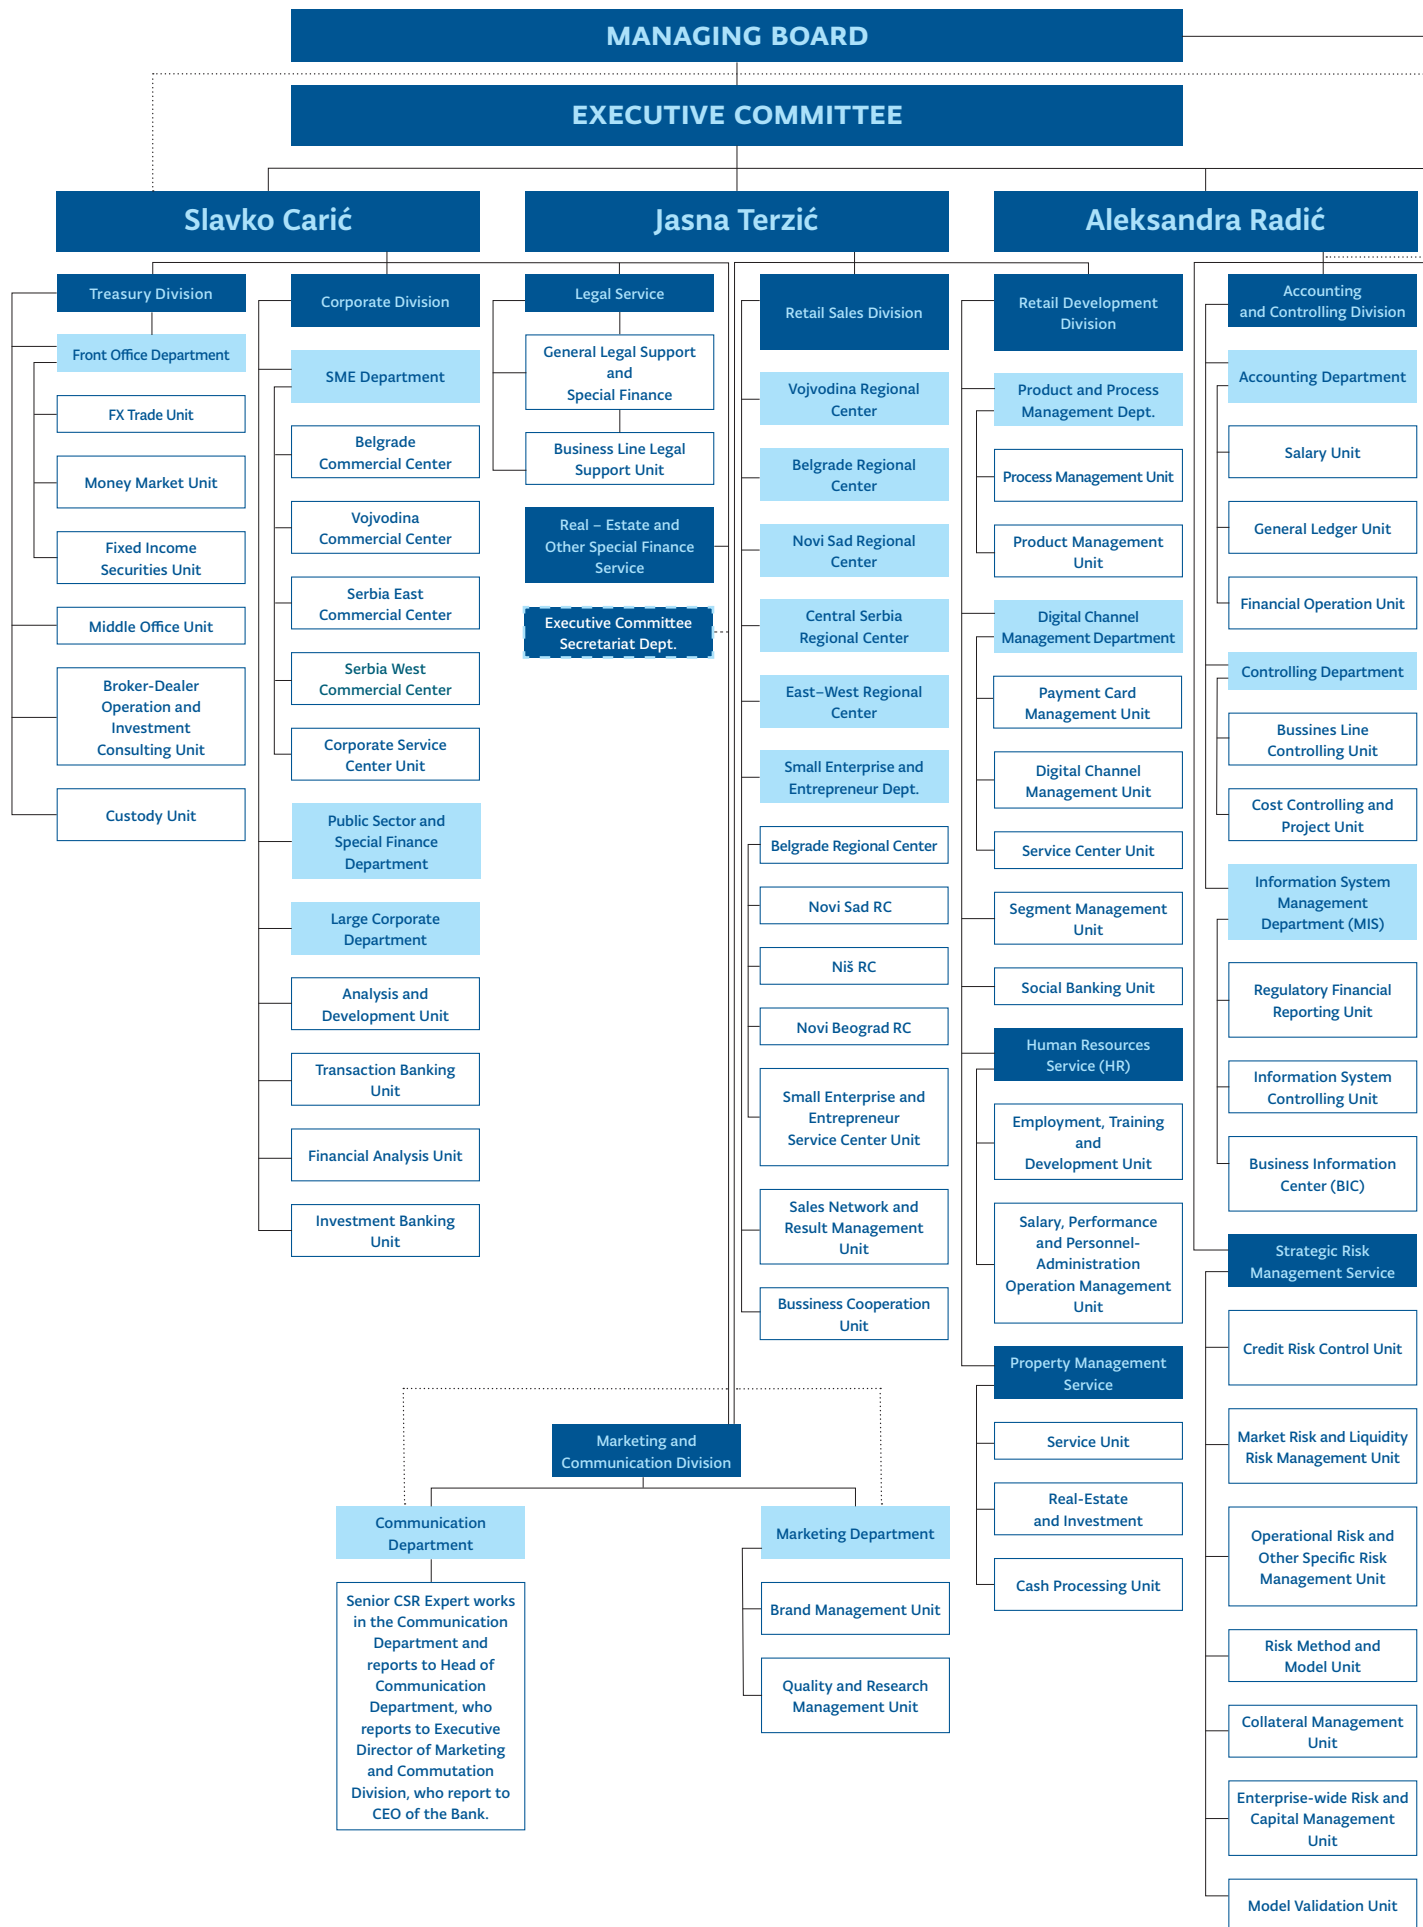 MANAGING BOARD
EXECUTIVE COMMITTEE
Slavko Carić
Treasury Division
Front Office Department
FX Trade Unit
Money Market Unit
Fixed Income
Securities Unit
Middle Office Unit
Broker-Dealer
Operation and
Investment
Consulting Unit
Custody Unit
Corporate Division
SME Department
Belgrade
Commercial Center
Vojvodina
Commercial Center
Serbia East
Commercial Center
Serbia West
Commercial Center
Corporate Service
Center Unit
Public Sector and
Special Finance
Department
Large Corporate
Department
Analysis and
Development Unit
Transaction Banking
Unit
Financial Analysis Unit
Investment Banking
Unit
Legal Service
General Legal Support
and
Special Finance
Business Line Legal
Support Unit
Real – Estate and
Other Special Finance
Service
Executive Committee
Secretariat Dept.
Jasna Terzić
Retail Sales Division
Vojvodina Regional
Center
Belgrade Regional
Center
Novi Sad Regional
Center
Central Serbia
Regional Center
East–West Regional
Center
Small Enterprise and
Entrepreneur Dept.
Belgrade Regional Center
Novi Sad RC
Niš RC
Novi Beograd RC
Small Enterprise and
Entrepreneur
Service Center Unit
Sales Network and
Result Management
Unit
Bussiness Cooperation
Unit
Retail Development
Division
Product and Process
Management Dept.
Process Management Unit
Product Management
Unit
Digital Channel
Management Department
Payment Card
Management Unit
Digital Channel
Management Unit
Service Center Unit
Segment Management
Unit
Social Banking Unit
Human Resources
Service (HR)
Employment, Training
and
Development Unit
Salary, Performance
and Personnel-
Administration
Operation Management
Unit
Property Management
Service
Service Unit
Real-Estate
and Investment
Cash Processing Unit
Aleksandra Radić
Accounting
and Controlling Division
Accounting Department
Salary Unit
General Ledger Unit
Financial Operation Unit
Controlling Department
Bussines Line
Controlling Unit
Cost Controlling and
Project Unit
Information System
Management
Department (MIS)
Regulatory Financial
Reporting Unit
Information System
Controlling Unit
Business Information
Center (BIC)
Strategic Risk
Management Service
Credit Risk Control Unit
Market Risk and Liquidity
Risk Management Unit
Operational Risk and
Other Specific Risk
Management Unit
Risk Method and
Model Unit
Collateral Management
Unit
Enterprise-wide Risk and
Capital Management
Unit
Model Validation Unit
Marketing and
Communication Division
Communication
Department
Senior CSR Expert works
in the Communication
Department and
reports to Head of
Communication
Department, who
reports to Executive
Director of Marketing
and Commutation
Division, who report to
CEO of the Bank.
Marketing Department
Brand Management Unit
Quality and Research
Management Unit